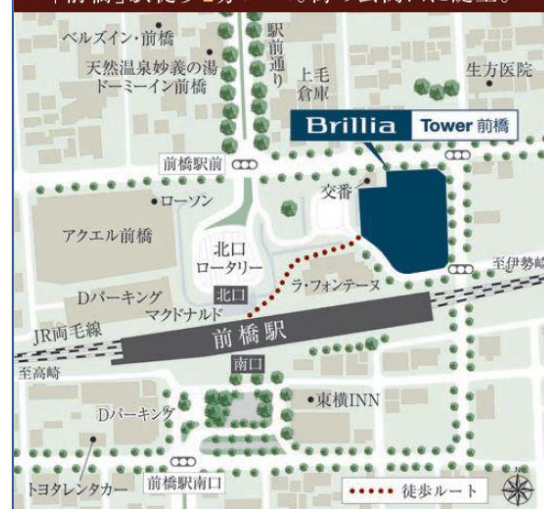 「前橋」駅徒歩2分
ベルズイン・前橋
天然温泉妙義の湯
ドーミーイン前橋
駅前通り
上毛
倉庫
生方医院
Brillia Tower 前橋
前橋駅前
交番
ローソン
アクエル前橋
北口
ロータリー
至伊勢崎
Dパーキング
北口
ラ・フォンテーヌ
マクドナルド
JR両毛線
前橋駅
至高崎
南口
Dパーキング
東横INN
トヨタレンタカー
前橋駅南口
徒歩ルート
N